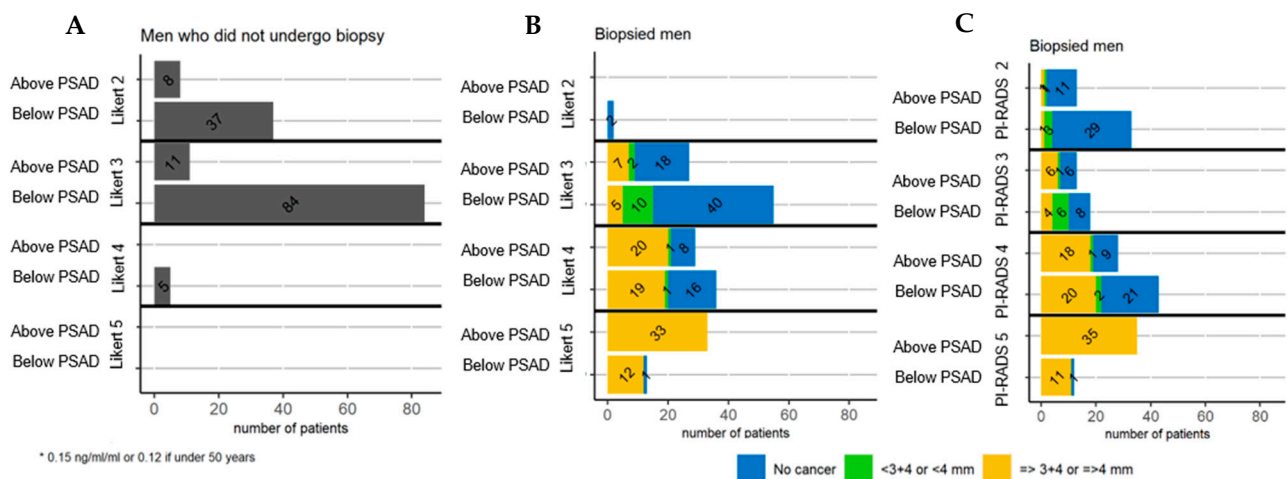 A
Men who did not undergo biopsy
Above PSAD
Below PSAD
Likert 2
8
37
Above PSAD
Below PSAD
Likert 3
11
84
Above PSAD
Below PSAD
Likert 4
5
Above PSAD
Below PSAD
Likert 5
0 20 40 60 80
number of patients
* 0.15 ng/ml/ml or 0.12 if under 50 years
B
Biopsied men
Above PSAD
Below PSAD
Likert 2
2
Above PSAD
Below PSAD
Likert 3
7 2 18
5 10 40
Above PSAD
Below PSAD
Likert 4
20 1 8
19 1 16
Above PSAD
Below PSAD
Likert 5
33
12 1
0 20 40 60 80
number of patients
C
Biopsied men
Above PSAD
Below PSAD
PI-RADS 2
1 1 11
1 3 29
Above PSAD
Below PSAD
PI-RADS 3
6 1 6
4 6 8
Above PSAD
Below PSAD
PI-RADS 4
18 1 9
20 2 21
Above PSAD
Below PSAD
PI-RADS 5
35
11 1
0 20 40 60 80
number of patients
No cancer <3+4 or <4 mm => 3+4 or =>4 mm